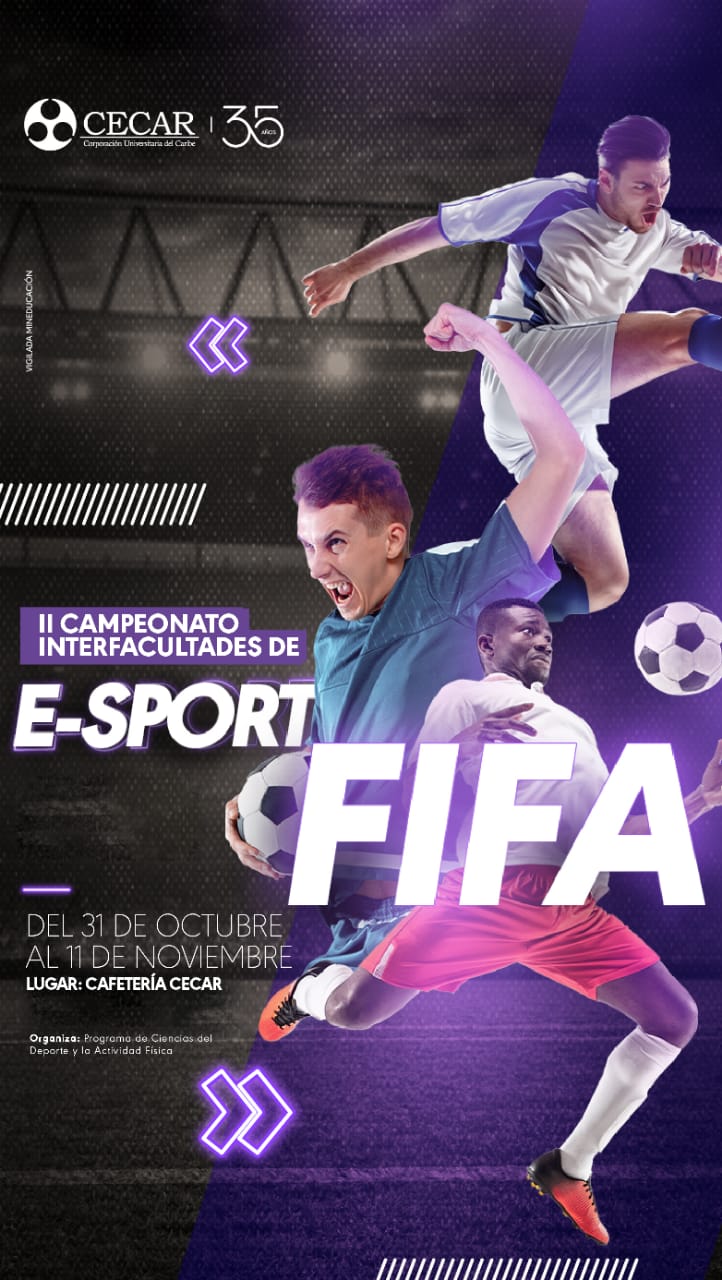 CECAR
Corporación Universitaria del Caribe
35
AÑOS
VIGILADA MINEDUCACIÓN
II CAMPEONATO
INTERFACULTADES DE
E-SPORT
FIFA
DEL 31 DE OCTUBRE
AL 11 DE NOVIEMBRE
LUGAR: CAFETERÍA CECAR
Organiza: Programa de Ciencias del
Deporte y la Actividad Física